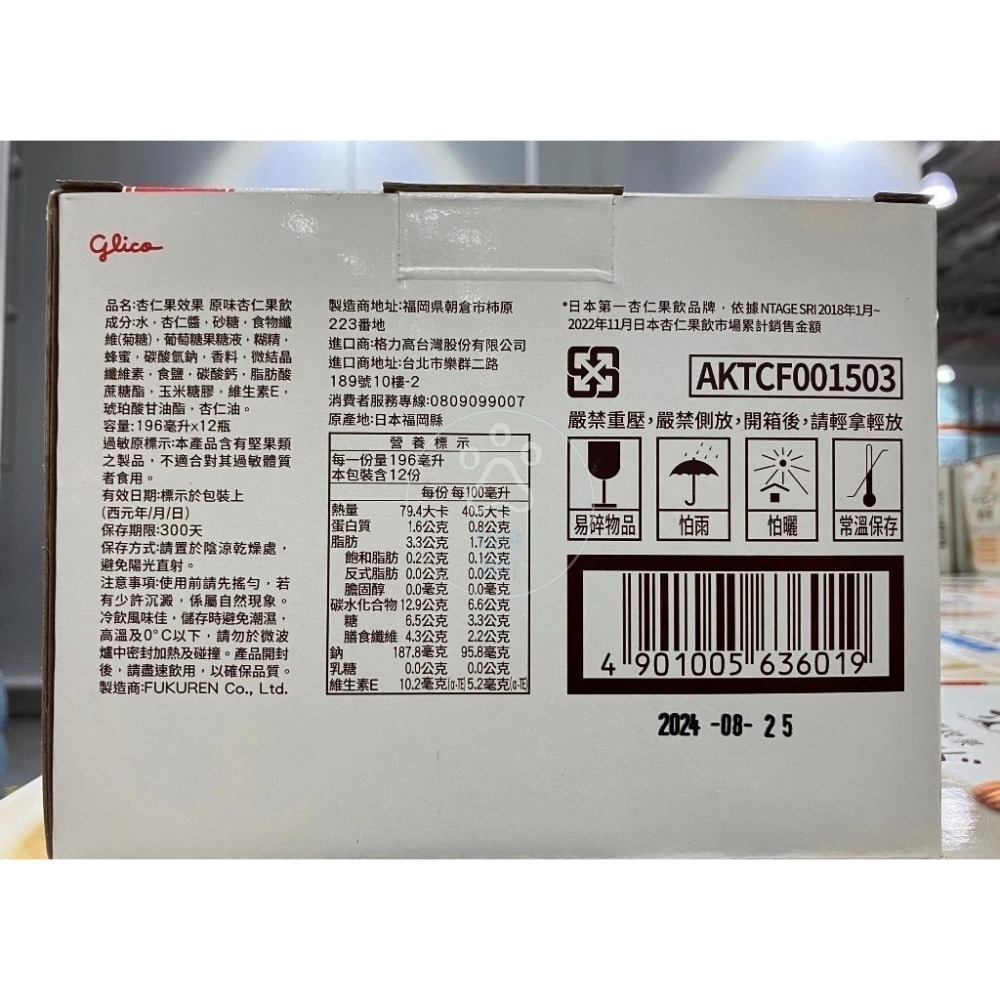 Glico
品名:杏仁果效果 原味杏仁果飲
成分:水,杏仁醬,砂糖,食物纖
維(菊糖),葡萄糖果糖液,糊精,
蜂蜜,碳酸氫鈉,香料,微結晶
纖維素,食鹽,碳酸鈣,脂肪酸
蔗糖酯,玉米糖膠,維生素E,
琥珀酸甘油酯,杏仁油。
容量:196毫升×12瓶
過敏原標示:本產品含有堅果類
之製品,不適合對其過敏體質
者食用。
有效日期:標示於包裝上
(西元年/月/日)
保存期限:300天
保存方式:請置於陰涼乾燥處,
避免陽光直射。
注意事項:使用前請先搖勻,若
有少許沉澱,係屬自然現象。
冷飲風味佳,儲存時避免潮濕,
高溫及0°C以下,請勿於微波
爐中密封加熱及碰撞。產品開封
後,請盡速飲用,以確保品質。
製造商:FUKUREN Co., Ltd.
製造商地址:福岡県朝倉市柿原
223番地
進口商:格力高台灣股份有限公司
進口商地址:台北市樂群二路
189號10樓-2
消費者服務專線:0809099007
原產地:日本福岡縣
營養標示
每一份量196毫升
本包裝含12份
每份 每100毫升
熱量 79.4大卡 40.5大卡
蛋白質 1.6公克 0.8公克
脂肪 3.3公克 1.7公克
飽和脂肪 0.2公克 0.1公克
反式脂肪 0.0公克 0.0公克
膽固醇 0.0毫克 0.0毫克
碳水化合物 12.9公克 6.6公克
糖 6.5公克 3.3公克
膳食纖維 4.3公克 2.2公克
鈉 187.8毫克 95.8毫克
乳糖 0.0公克 0.0公克
維生素E 10.2毫克(α-TE) 5.2毫克(α-TE)
*日本第一杏仁果飲品牌,依據NTAGE SRI 2018年1月~
2022年11月日本杏仁果飲市場累計銷售金額
AKTCF001503
嚴禁重壓,嚴禁側放,開箱後,請輕拿輕放
易碎物品 怕雨 怕曬 常溫保存
4 901005 636019
2024 -08- 25